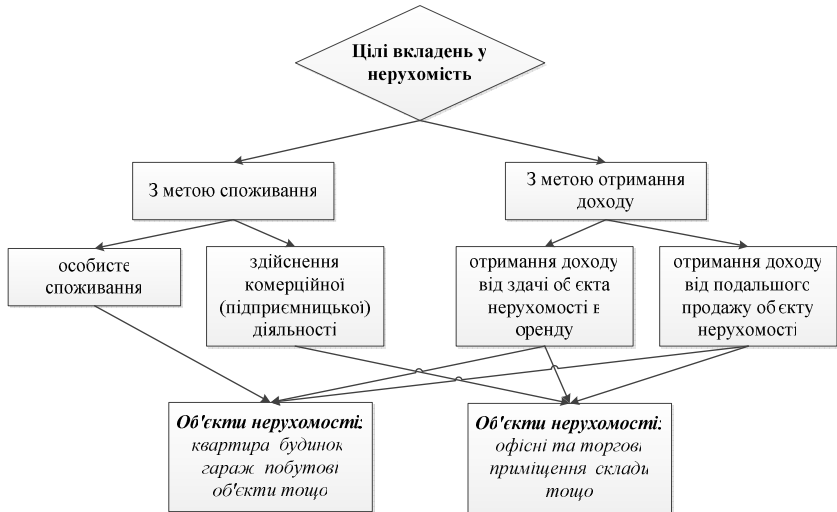 Цілі вкладень у
нерухомість
З метою споживання
З метою отримання
доходу
особисте
споживання
здійснення
комерційної
(підприємницької)
діяльності
отримання доходу
від здачі об'єкта
нерухомості в
оренду
отримання доходу
від подальшого
продажу об'єкту
нерухомості
Об'єкти нерухомості:
квартира будинок
гараж побутові
об'єкти тощо
Об'єкти нерухомості:
офісні та торгові
приміщення склади
тощо